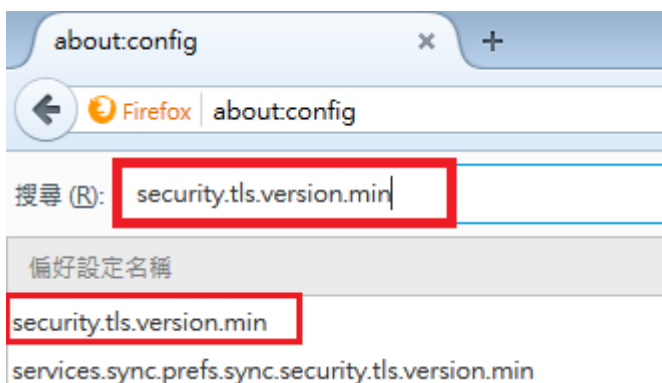 about:config
Firefox about:config
搜尋 (R): security.tls.version.min
偏好設定名稱
security.tls.version.min
services.sync.prefs.sync.security.tls.version.min